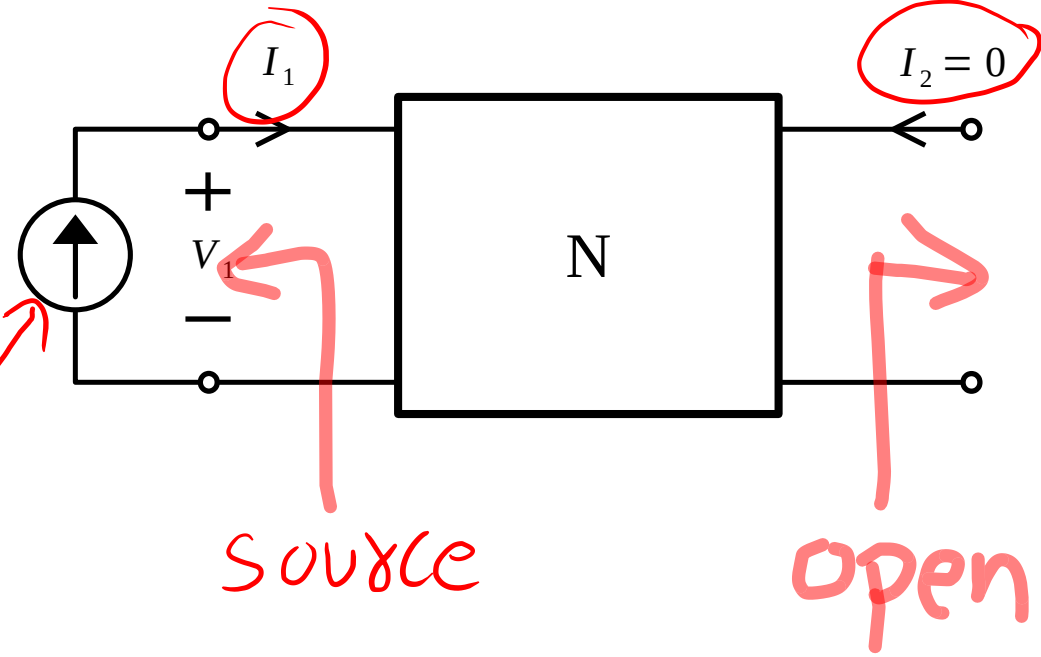 I₁ I₂ = 0
+
V₁ N
−
source open